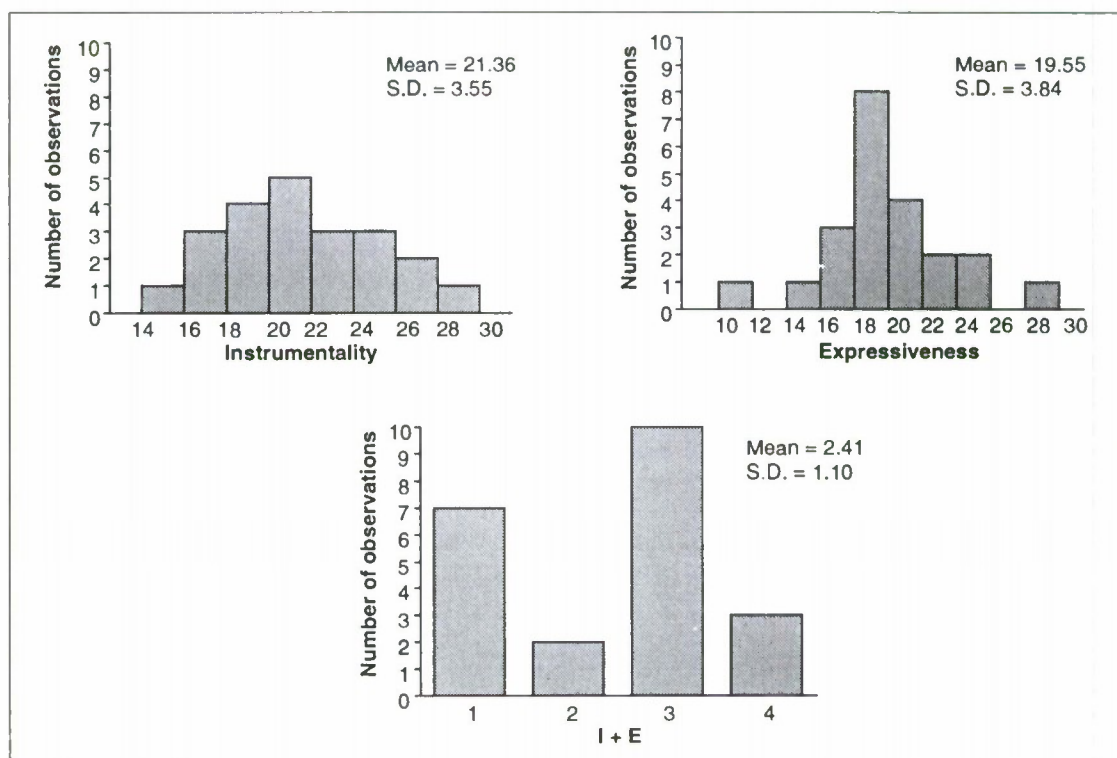 Number of observations
10
9
8
7
6
5
4
3
2
1
0
Mean = 21.36
S.D. = 3.55
14 16 18 20 22 24 26 28 30
Instrumentality
Number of observations
10
9
8
7
6
5
4
3
2
1
0
Mean = 19.55
S.D. = 3.84
10 12 14 16 18 20 22 24 26 28 30
Expressiveness
Number of observations
10
9
8
7
6
5
4
3
2
1
0
Mean = 2.41
S.D. = 1.10
1 2 3 4
I + E